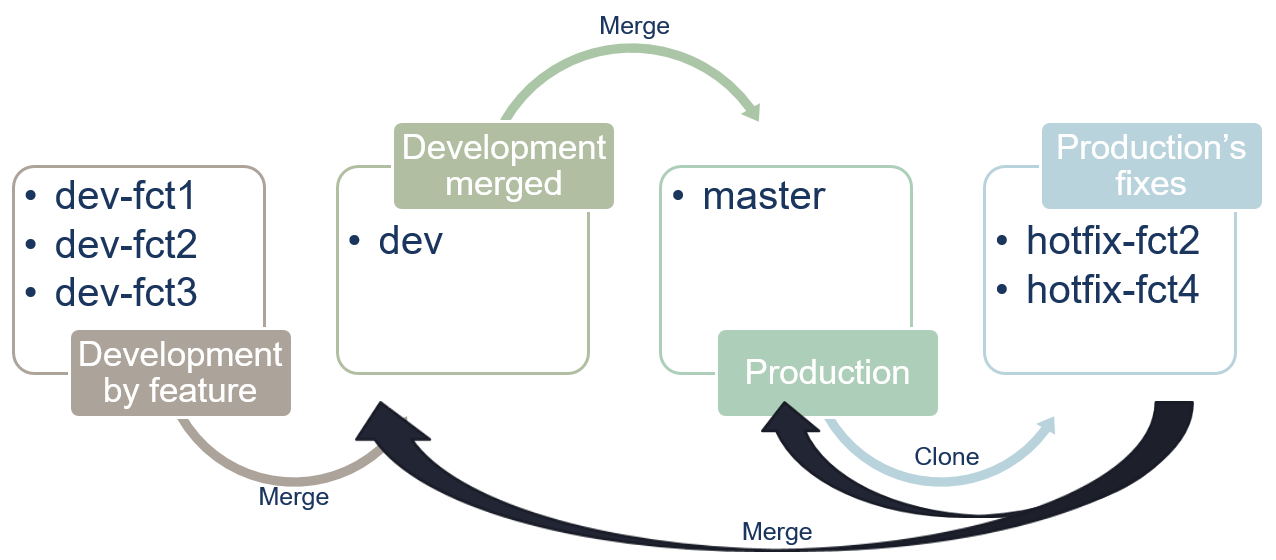 Merge
• dev-fct1
• dev-fct2
• dev-fct3
Development
by feature
Merge
Development
merged
• dev
• master
Production
Production's
fixes
• hotfix-fct2
• hotfix-fct4
Clone
Merge